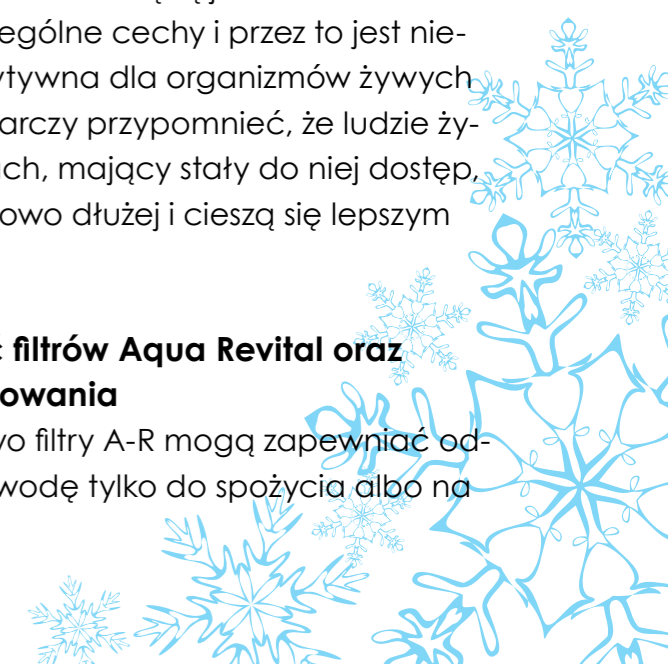 ególne cechy i przez to jest nie-
ytywna dla organizmów żywych
arczy przypomnieć, że ludzie ży-
ch, mający stały do niej dostęp,
owo dłużej i cieszą się lepszym
ć filtrów Aqua Revital oraz
owania
wo filtry A-R mogą zapewniać od-
wodę tylko do spożycia albo na